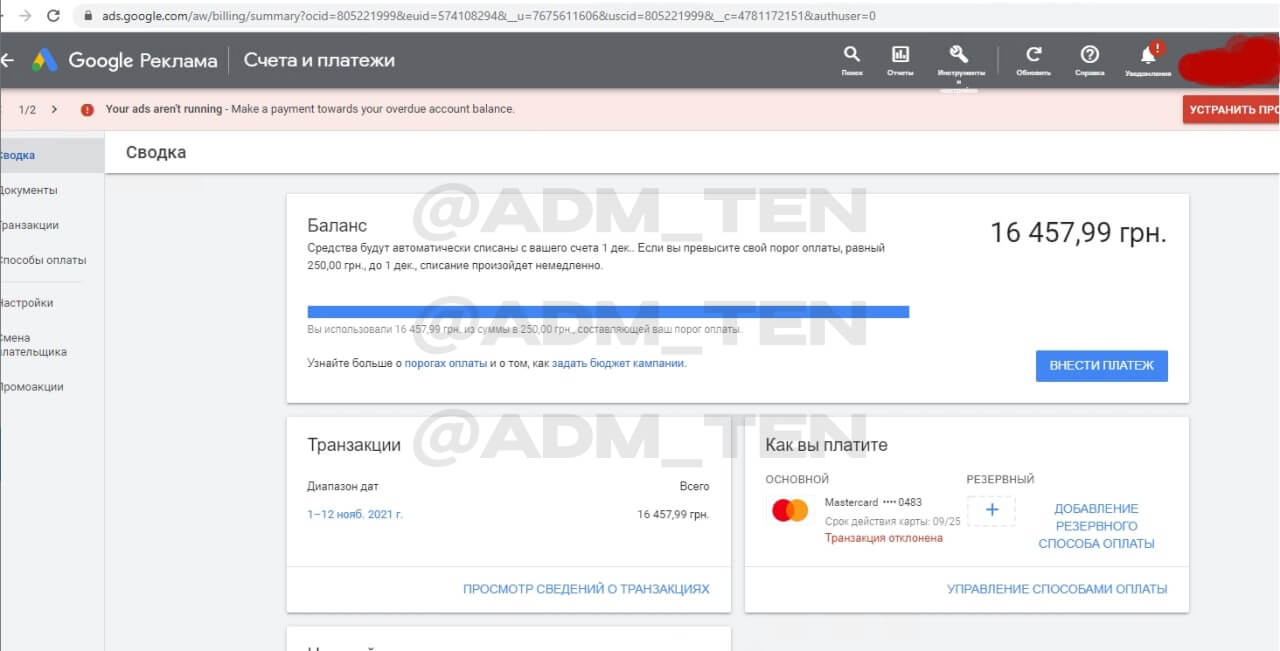 ads.google.com/aw/billing/summary?ocid=805221999&euid=574108294&__u=7675611606&uscid=805221999&__c=4781172151&authuser=0
Google Реклама
Счета и платежи
Поиск
Отчеты
Инструменты
и
настройки
Обновить
Справка
Уведомления
1/2
Your ads aren't running - Make a payment towards your overdue account balance.
УСТРАНИТЬ ПРО
Сводка
Документы
Транзакции
Способы оплаты
Настройки
Смена
плательщика
Промоакции
Сводка
@ADM_TEN
Баланс
16 457,99 грн.
Средства будут автоматически списаны с вашего счета 1 дек.. Если вы превысите свой порог оплаты, равный
250,00 грн., до 1 дек., списание произойдет немедленно.
@ADM_TEN
Вы использовали 16 457,99 грн. из суммы в 250,00 грн., составляющей ваш порог оплаты.
Узнайте больше о порогах оплаты и о том, как задать бюджет кампании.
ВНЕСТИ ПЛАТЕЖ
@ADM_TEN
Транзакции
Диапазон дат
Всего
1–12 нояб. 2021 г.
16 457,99 грн.
ПРОСМОТР СВЕДЕНИЙ О ТРАНЗАКЦИЯХ
Как вы платите
ОСНОВНОЙ
Mastercard •••• 0483
Срок действия карты: 09/25
Транзакция отклонена
РЕЗЕРВНЫЙ
ДОБАВЛЕНИЕ
РЕЗЕРВНОГО
СПОСОБА ОПЛАТЫ
УПРАВЛЕНИЕ СПОСОБАМИ ОПЛАТЫ